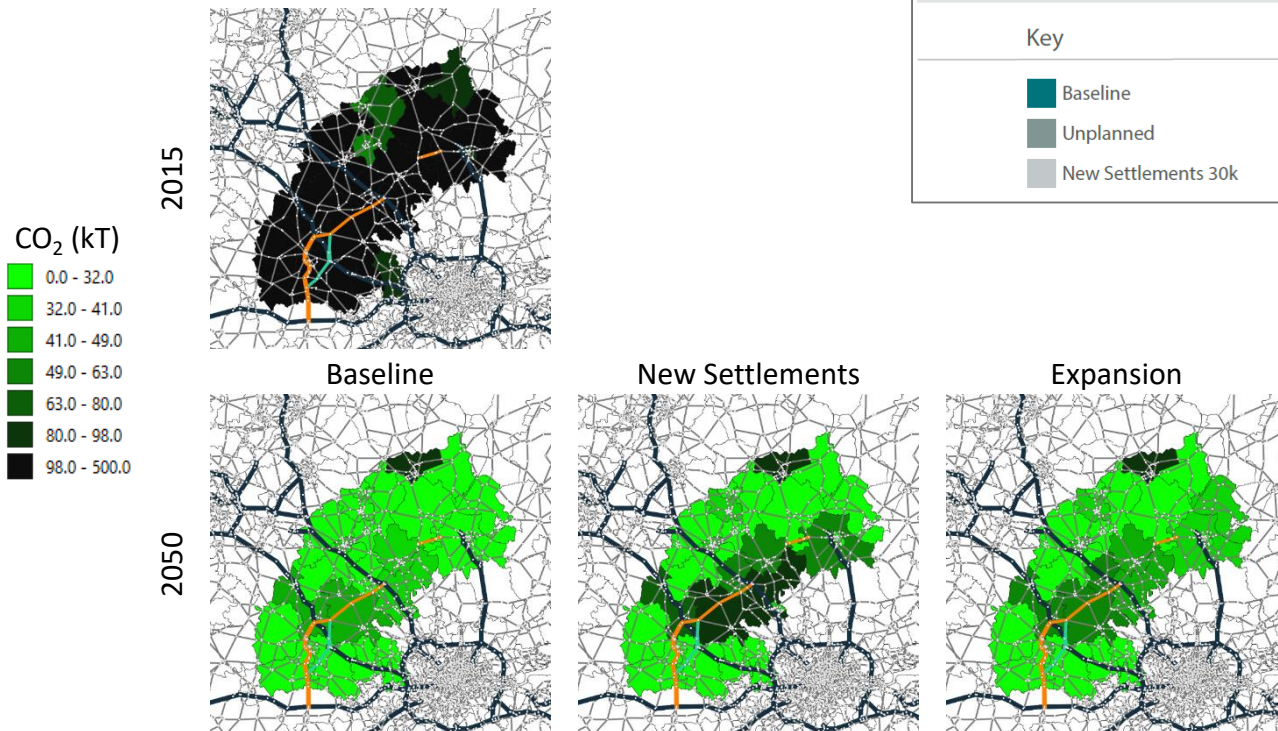 Key
Baseline
Unplanned
New Settlements 30k
2015
CO₂ (kT)
0.0 - 32.0
32.0 - 41.0
41.0 - 49.0
49.0 - 63.0
63.0 - 80.0
80.0 - 98.0
98.0 - 500.0
Baseline
New Settlements
Expansion
2050